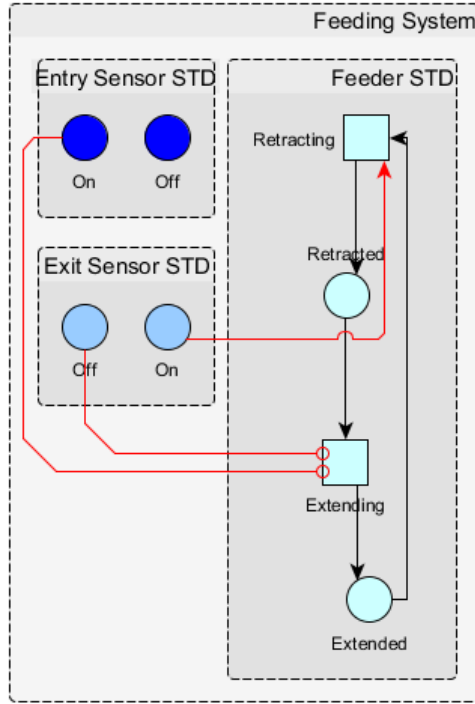 Feeding System
Entry Sensor STD
On
Off
Exit Sensor STD
Off
On
Feeder STD
Retracting
Retracted
Extending
Extended